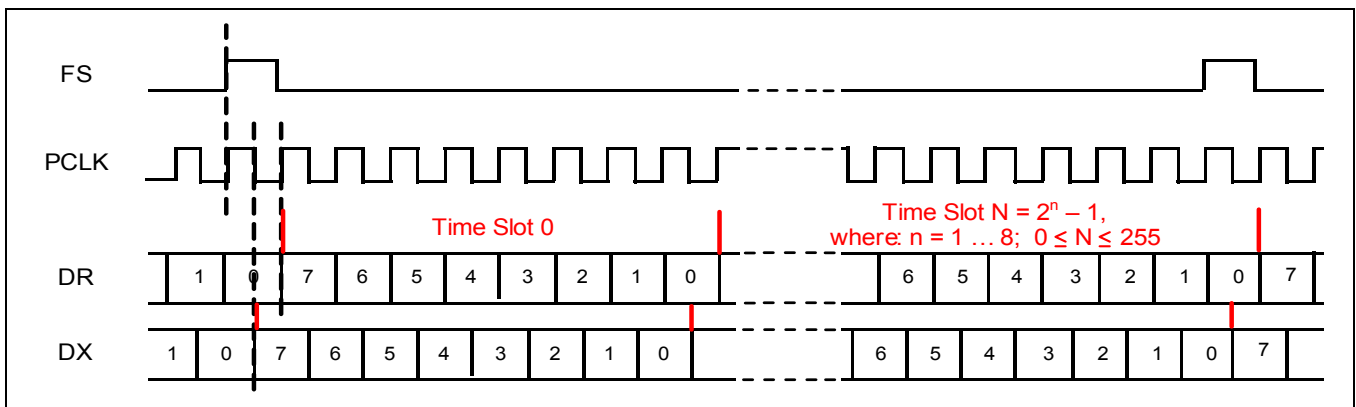 FS
PCLK
Time Slot 0
Time Slot N = 2ⁿ – 1,
where: n = 1 … 8; 0 ≤ N ≤ 255
DR 1 0 7 6 5 4 3 2 1 0 6 5 4 3 2 1 0 7
DX 1 0 7 6 5 4 3 2 1 0 6 5 4 3 2 1 0 7